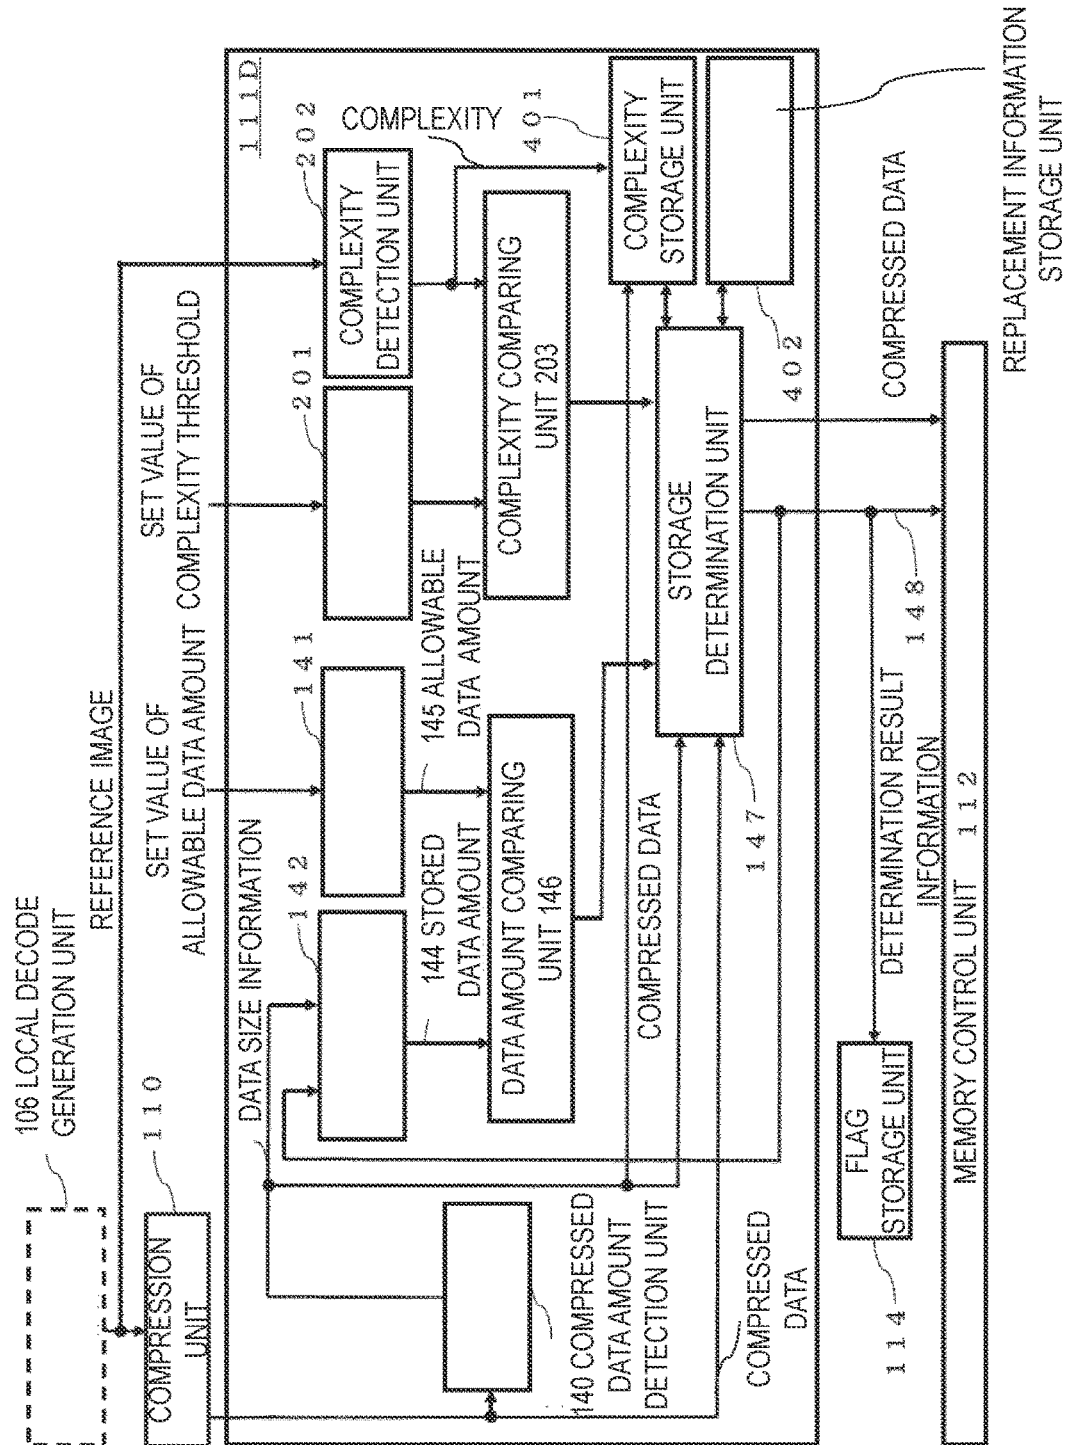 106 LOCAL DECODE
GENERATION UNIT
REFERENCE IMAGE
COMPRESSION
UNIT
110
SET VALUE OF
ALLOWABLE DATA AMOUNT
SET VALUE OF
COMPLEXITY THRESHOLD
111D
DATA SIZE INFORMATION
142
141
201
202
COMPLEXITY
DETECTION UNIT
COMPLEXITY
144 STORED
DATA AMOUNT
145 ALLOWABLE
DATA AMOUNT
140 COMPRESSED
DATA AMOUNT
DETECTION UNIT
DATA AMOUNT COMPARING
UNIT 146
COMPLEXITY COMPARING
UNIT 203
401
COMPLEXITY
STORAGE UNIT
COMPRESSED DATA
COMPRESSED
DATA
147
STORAGE
DETERMINATION UNIT
402
114
FLAG
STORAGE UNIT
DETERMINATION RESULT
INFORMATION
148
COMPRESSED DATA
MEMORY CONTROL UNIT 112
REPLACEMENT INFORMATION
STORAGE UNIT